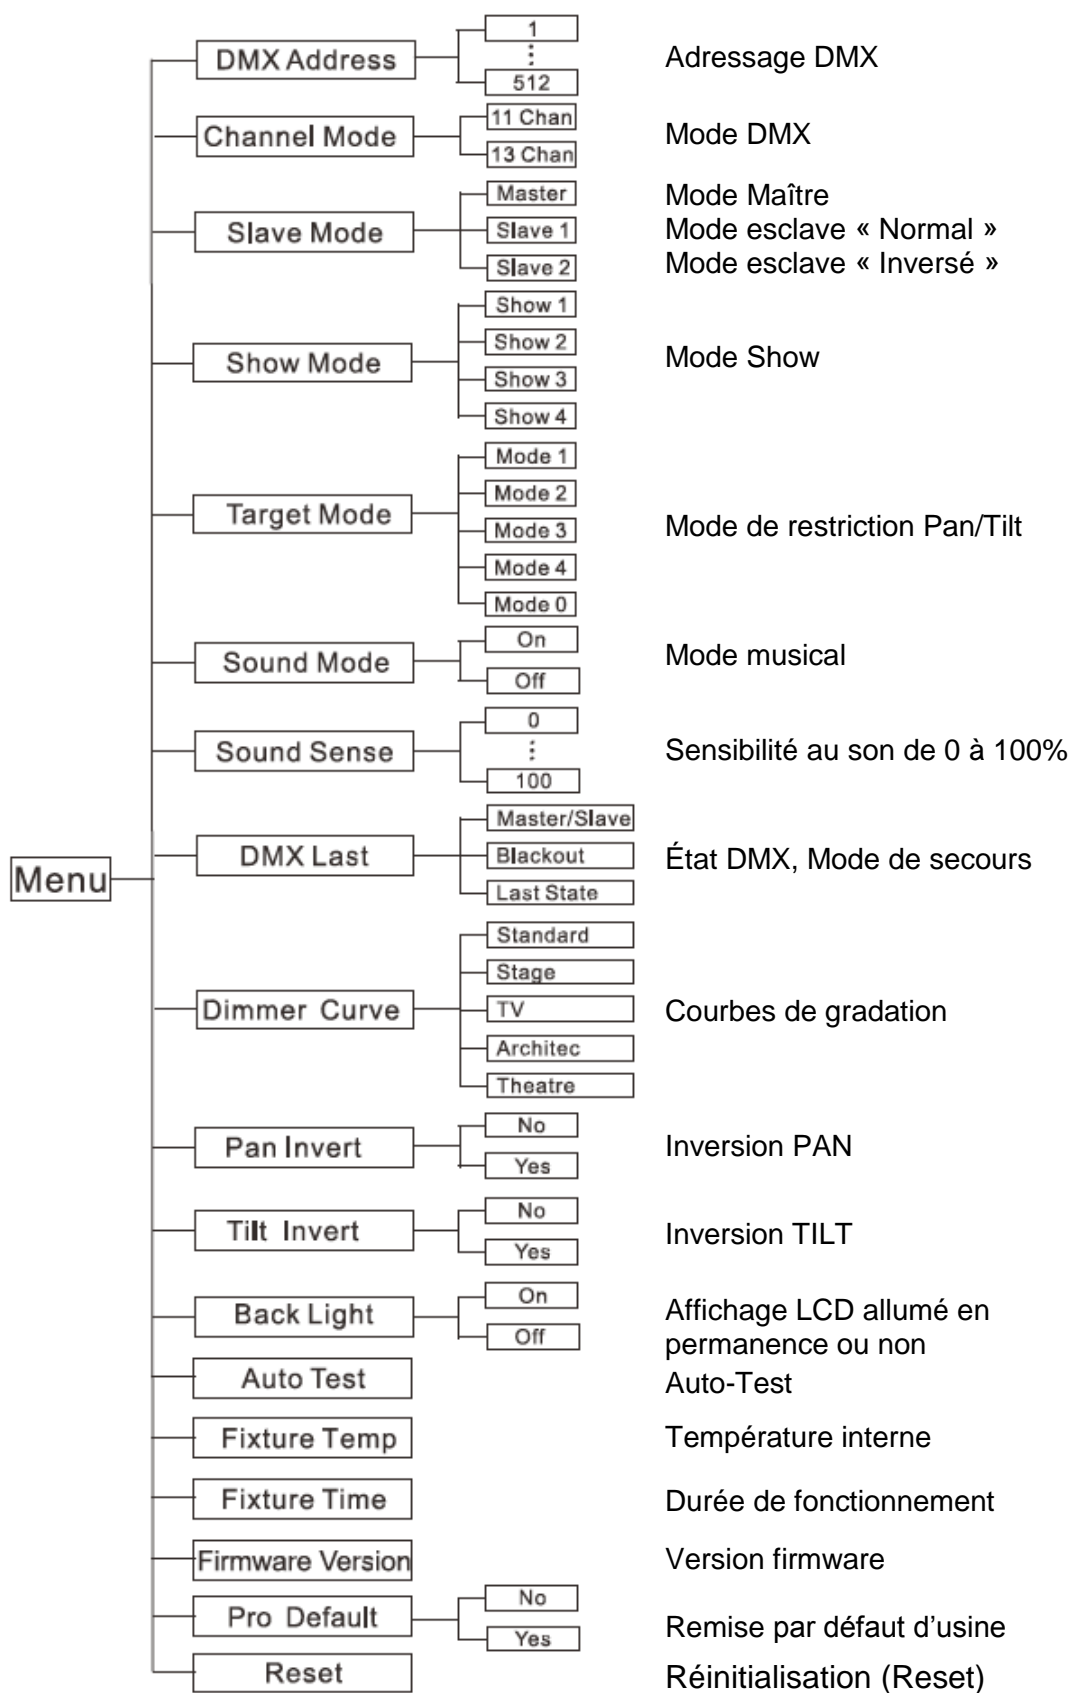 Menu
DMX Address
1
512
Adressage DMX
Channel Mode
11 Chan
13 Chan
Mode DMX
Slave Mode
Master
Slave 1
Slave 2
Mode Maître
Mode esclave « Normal »
Mode esclave « Inversé »
Show Mode
Show 1
Show 2
Show 3
Show 4
Mode Show
Target Mode
Mode 1
Mode 2
Mode 3
Mode 4
Mode 0
Mode de restriction Pan/Tilt
Sound Mode
On
Off
Mode musical
Sound Sense
0
100
Sensibilité au son de 0 à 100%
DMX Last
Master/Slave
Blackout
Last State
État DMX, Mode de secours
Dimmer Curve
Standard
Stage
TV
Architec
Theatre
Courbes de gradation
Pan Invert
No
Yes
Inversion PAN
Tilt Invert
No
Yes
Inversion TILT
Back Light
On
Off
Affichage LCD allumé en
permanence ou non
Auto Test
Auto-Test
Fixture Temp
Température interne
Fixture Time
Durée de fonctionnement
Firmware Version
Version firmware
Pro Default
No
Yes
Remise par défaut d'usine
Reset
Réinitialisation (Reset)